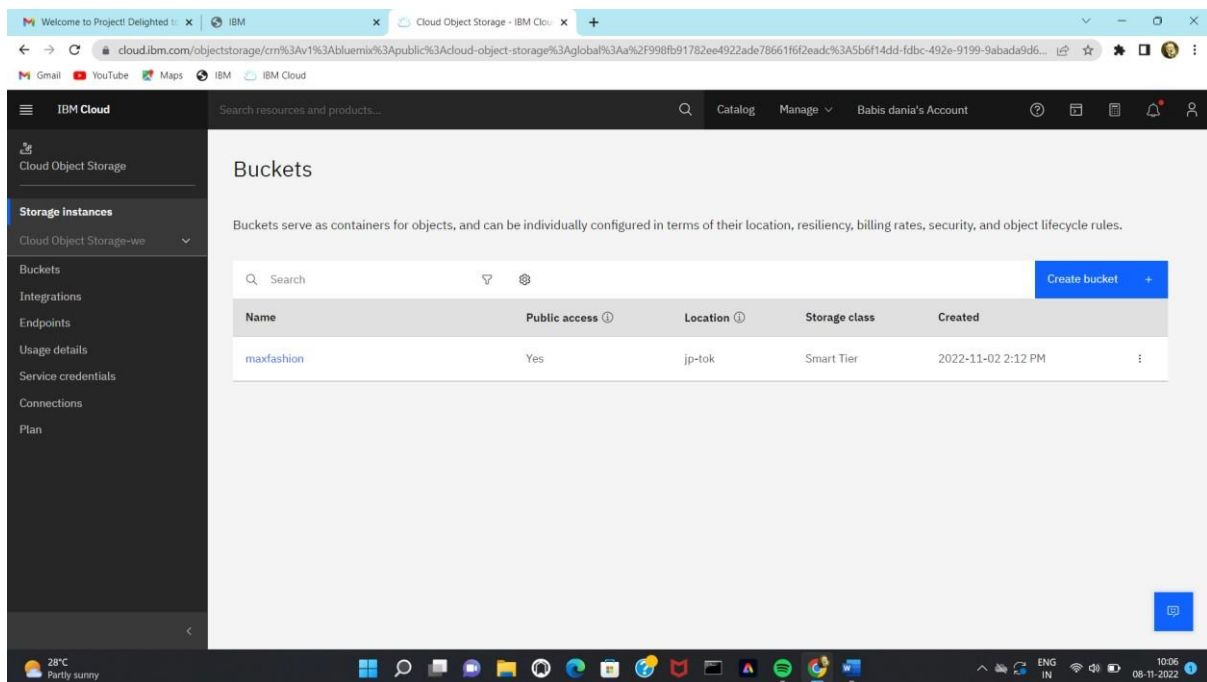 Welcome to Project! Delighted to
IBM
Cloud Object Storage - IBM Clou
cloud.ibm.com/objectstorage/crn%3Av1%3Abluemix%3Apublic%3Acloud-object-storage%3Aglobal%3Aa%2F998fb91782ee4922ade78661f6f2eadc%3A5b6f14dd-fdbc-492e-9199-9abada9d6...
Gmail YouTube Maps IBM IBM Cloud
IBM Cloud Search resources and products... Catalog Manage Babis dania's Account
Cloud Object Storage
Storage instances
Cloud Object Storage-we
Buckets
Integrations
Endpoints
Usage details
Service credentials
Connections
Plan
Buckets
Buckets serve as containers for objects, and can be individually configured in terms of their location, resiliency, billing rates, security, and object lifecycle rules.
Search Create bucket +
Name Public access Location Storage class Created
maxfashion Yes jp-tok Smart Tier 2022-11-02 2:12 PM
28°C
Partly sunny
ENG
IN
10:06
08-11-2022
1